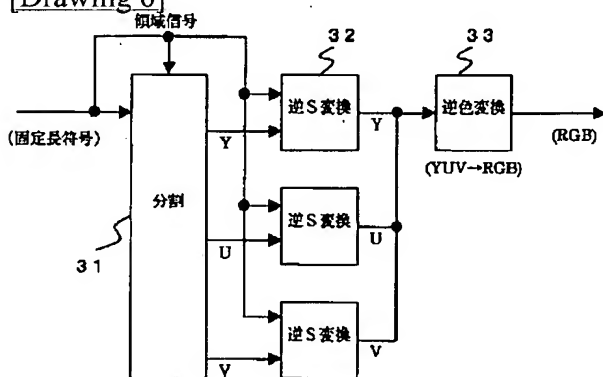 [Drawing 6]
領域信号
32
33
逆S変換
逆色変換
(固定長符号)
Y
Y
(RGB)
(YUV→RGB)
分割
逆S変換
31
U
U
逆S変換
V
V